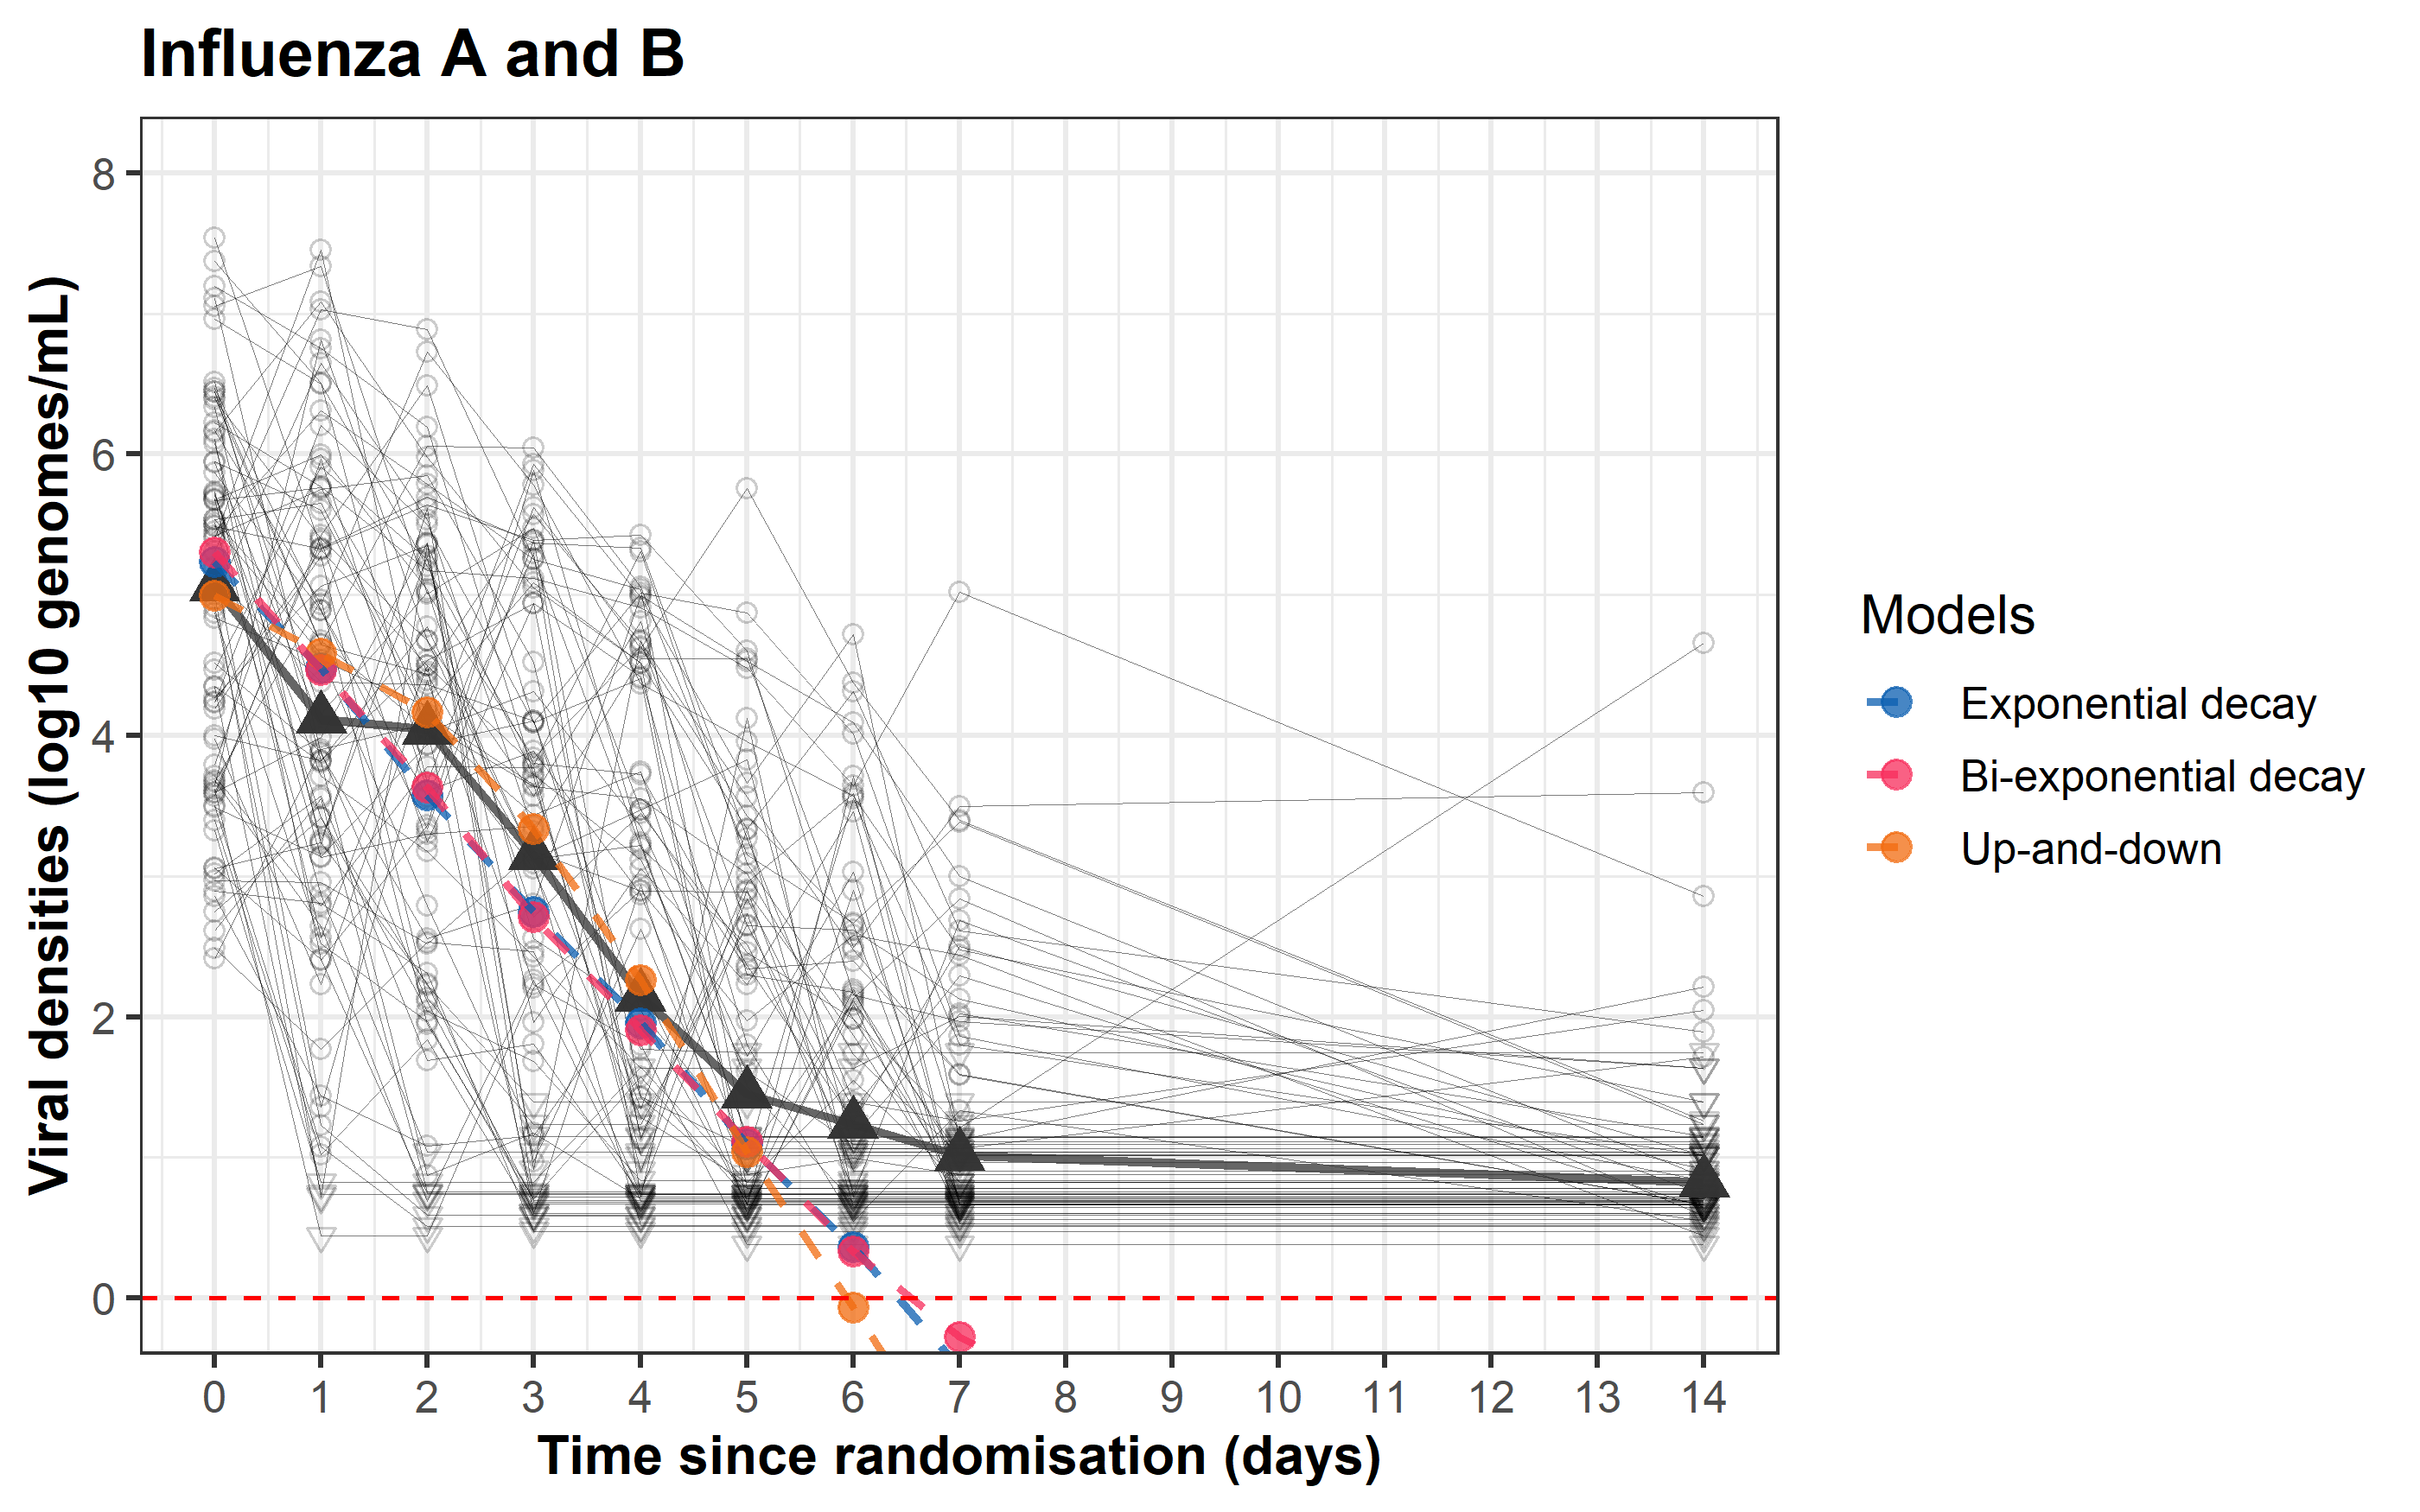 Influenza A and B
Viral densities (log10 genomes/mL)
8
6
4
2
0
0 1 2 3 4 5 6 7 8 9 10 11 12 13 14
Time since randomisation (days)
Models
Exponential decay
Bi-exponential decay
Up-and-down